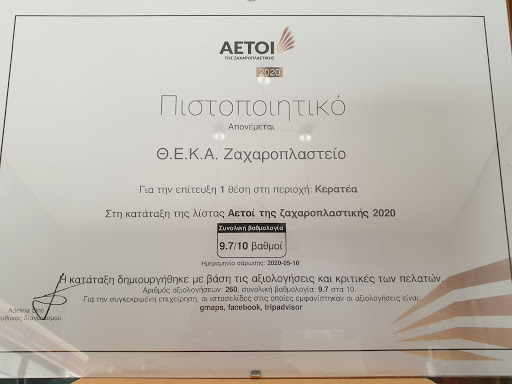 ΑΕΤΟΙ
ΤΗΣ ΖΑΧΑΡΟΠΛΑΣΤΙΚΗΣ
2020
Πιστοποιητικό
Απονέμεται
Θ.Ε.Κ.Α. Ζαχαροπλαστείο
Για την επίτευξη 1 θέση στη περιοχή: Κερατέα
Στη κατάταξη της λίστας Αετοί της ζαχαροπλαστικής 2020
Συνολική βαθμολογία
9.7/10 βαθμοί
Ημερομηνία σάρωσης: 2020-05-10
Η κατάταξη δημιουργήθηκε με βάση τις αξιολογήσεις και κριτικές των πελατών.
Αριθμός αξιολογήσεων: 260, συνολική βαθμολογία: 9.7 στα 10.
Για την συγκεκριμένη επιχείρηση, οι ιστοσελίδες στις οποίες εμφανίστηκαν οι αξιολογήσεις είναι:
gmaps, facebook, tripadvisor
Adelina
διαγωνισμού